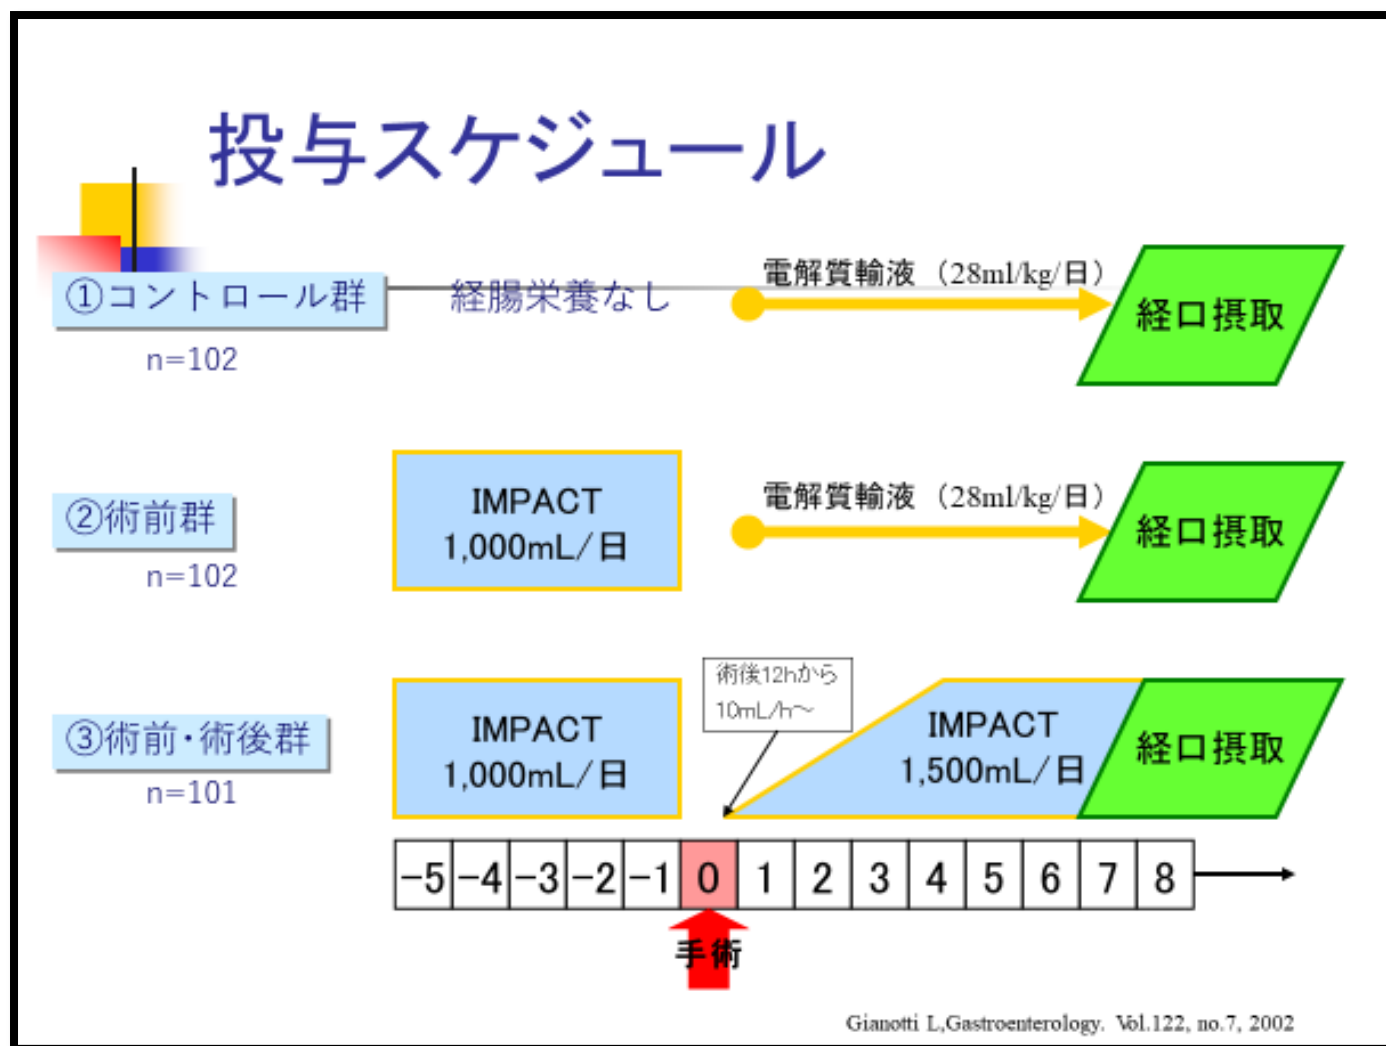 投与スケジュール
①コントロール群
n=102
経腸栄養なし
電解質輸液（28ml/kg/日）
経口摂取
②術前群
n=102
IMPACT
1,000mL/日
電解質輸液（28ml/kg/日）
経口摂取
③術前・術後群
n=101
IMPACT
1,000mL/日
術後12hから
10mL/h～
IMPACT
1,500mL/日
経口摂取
-5 -4 -3 -2 -1 0 1 2 3 4 5 6 7 8
手術
Gianotti L,Gastroenterology. Vol.122, no.7, 2002